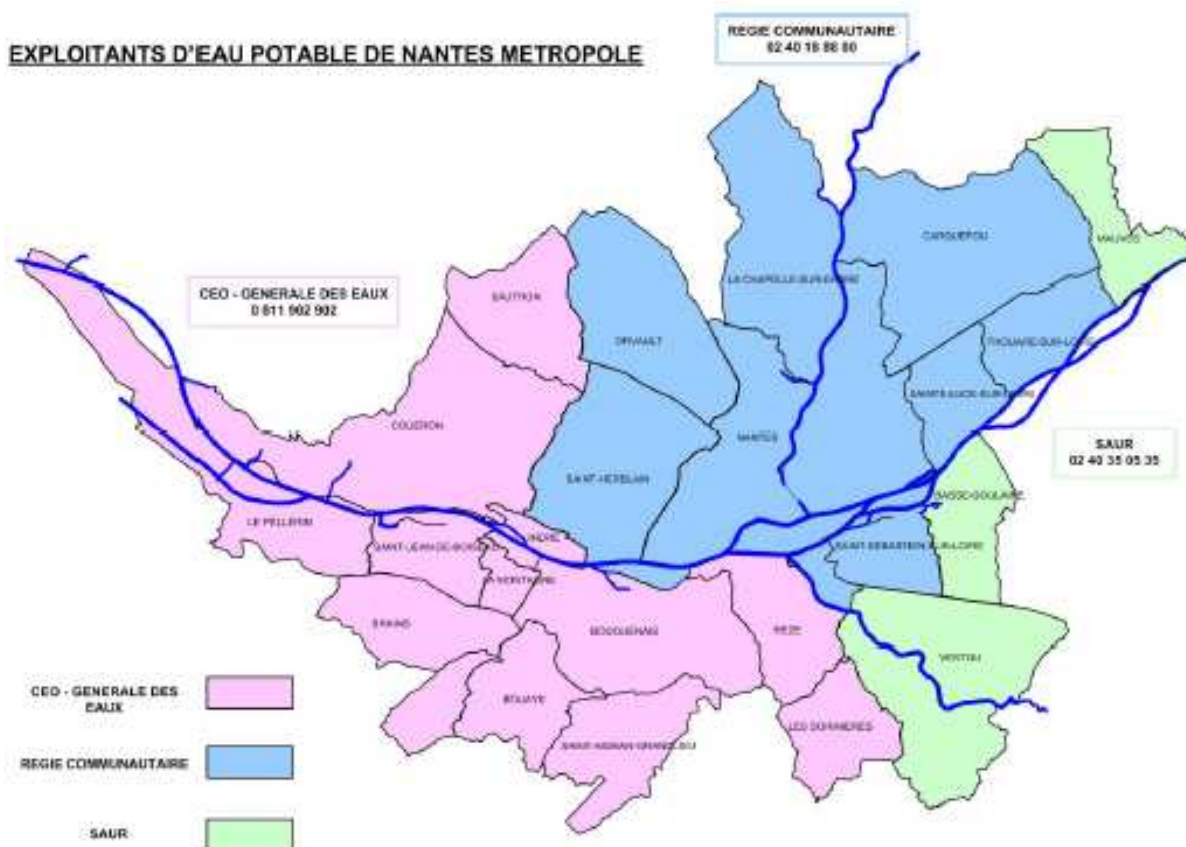 EXPLOITANTS D'EAU POTABLE DE NANTES METROPOLE
REGIE COMMUNAUTAIRE
02 40 18 88 00
CEO - GENERALE DES EAUX
0 811 902 902
SAUTRON
ORVAULT
LA CHAPELLE-SUR-ERDRE
CARQUEFOU
MAUVES
THOUARE-SUR-LOIRE
SAINTE-LUCE-SUR-LOIRE
COUERON
NANTES
SAINT-HERBLAIN
SAUR
02 40 35 05 35
BASSE-GOULAINE
LE PELLERIN
INDRE
SAINT-JEAN-DE-BOISEAU
SAINT-SEBASTIEN-SUR-LOIRE
LA MONTAGNE
BRAINS
BOUGUENAIS
REZE
VERTOU
BOUAYE
LES SORINIERES
SAINT-AIGNAN-GRANDLIEU
CEO - GENERALE DES
EAUX
REGIE COMMUNAUTAIRE
SAUR